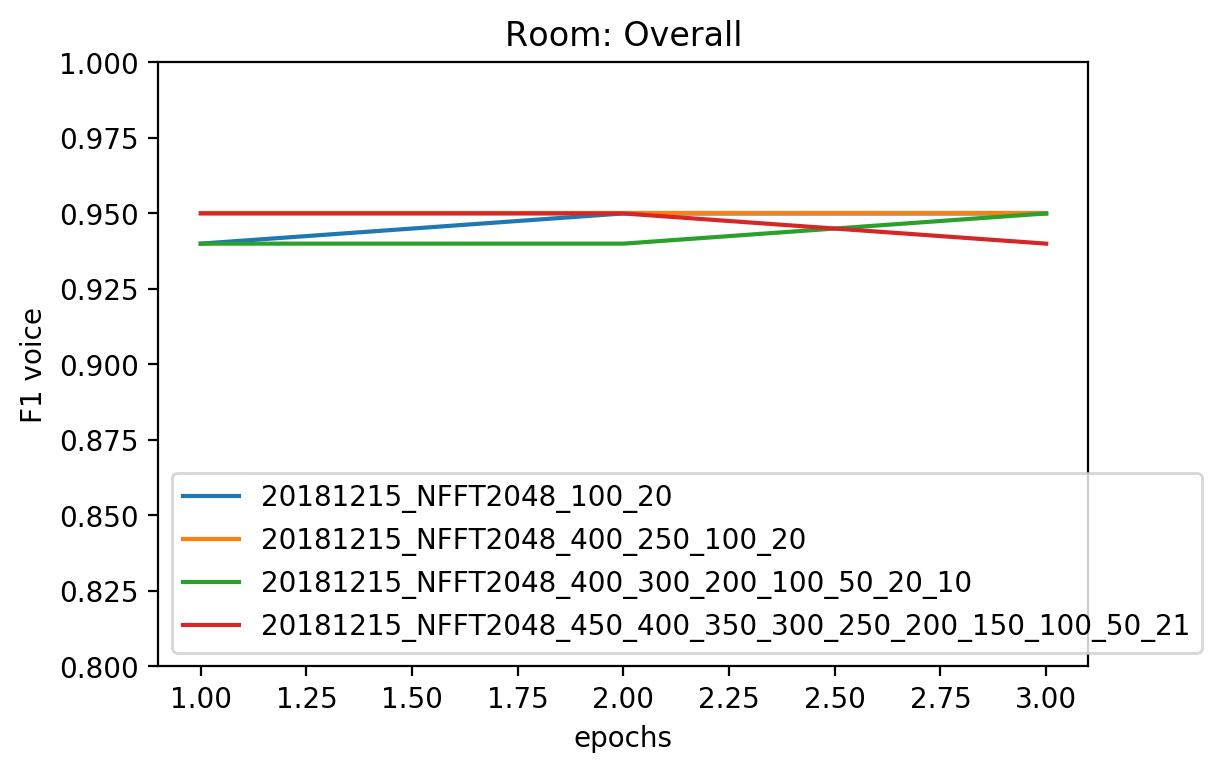 Room: Overall
1.000
0.975
0.950
0.925
0.900
0.875
0.850
0.825
0.800
F1 voice
20181215_NFFT2048_100_20
20181215_NFFT2048_400_250_100_20
20181215_NFFT2048_400_300_200_100_50_20_10
20181215_NFFT2048_450_400_350_300_250_200_150_100_50_21
1.00 1.25 1.50 1.75 2.00 2.25 2.50 2.75 3.00
epochs